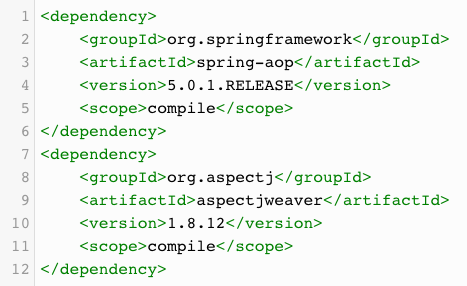 1 <dependency>
2     <groupId>org.springframework</groupId>
3     <artifactId>spring-aop</artifactId>
4     <version>5.0.1.RELEASE</version>
5     <scope>compile</scope>
6 </dependency>
7 <dependency>
8     <groupId>org.aspectj</groupId>
9     <artifactId>aspectjweaver</artifactId>
10     <version>1.8.12</version>
11     <scope>compile</scope>
12 </dependency>